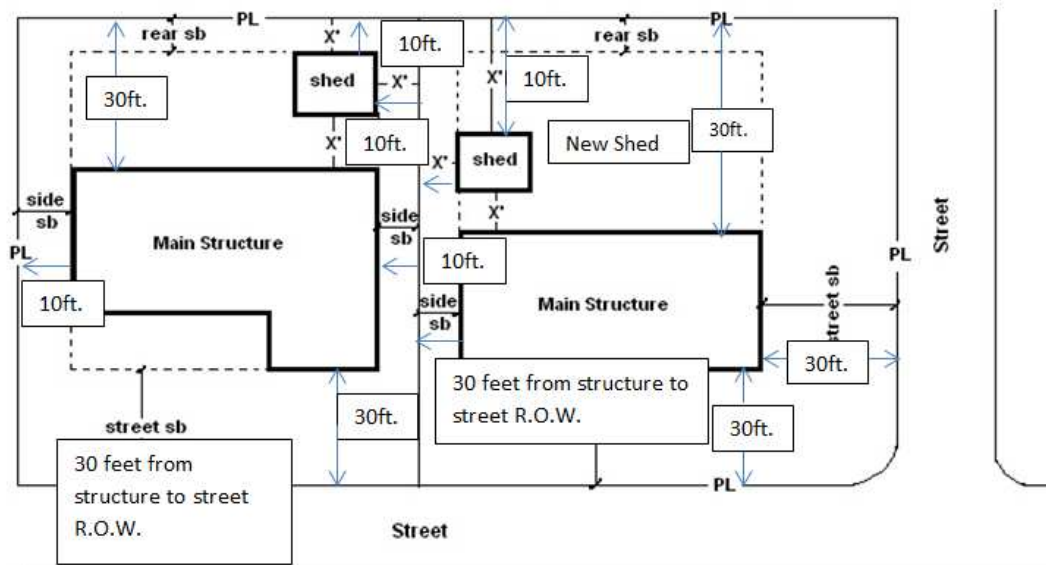 PL
PL
rear sb
rear sb
X'
10ft.
X'
shed
X'
10ft.
30ft.
30ft.
10ft.
X'
New Shed
X'
shed
X'
side
sb
side
sb
Main Structure
PL
PL
Street
10ft.
10ft.
side
sb
Main Structure
street sb
30ft.
30 feet from structure to
street R.O.W.
30ft.
30ft.
street sb
30 feet from
structure to street
R.O.W.
PL
Street